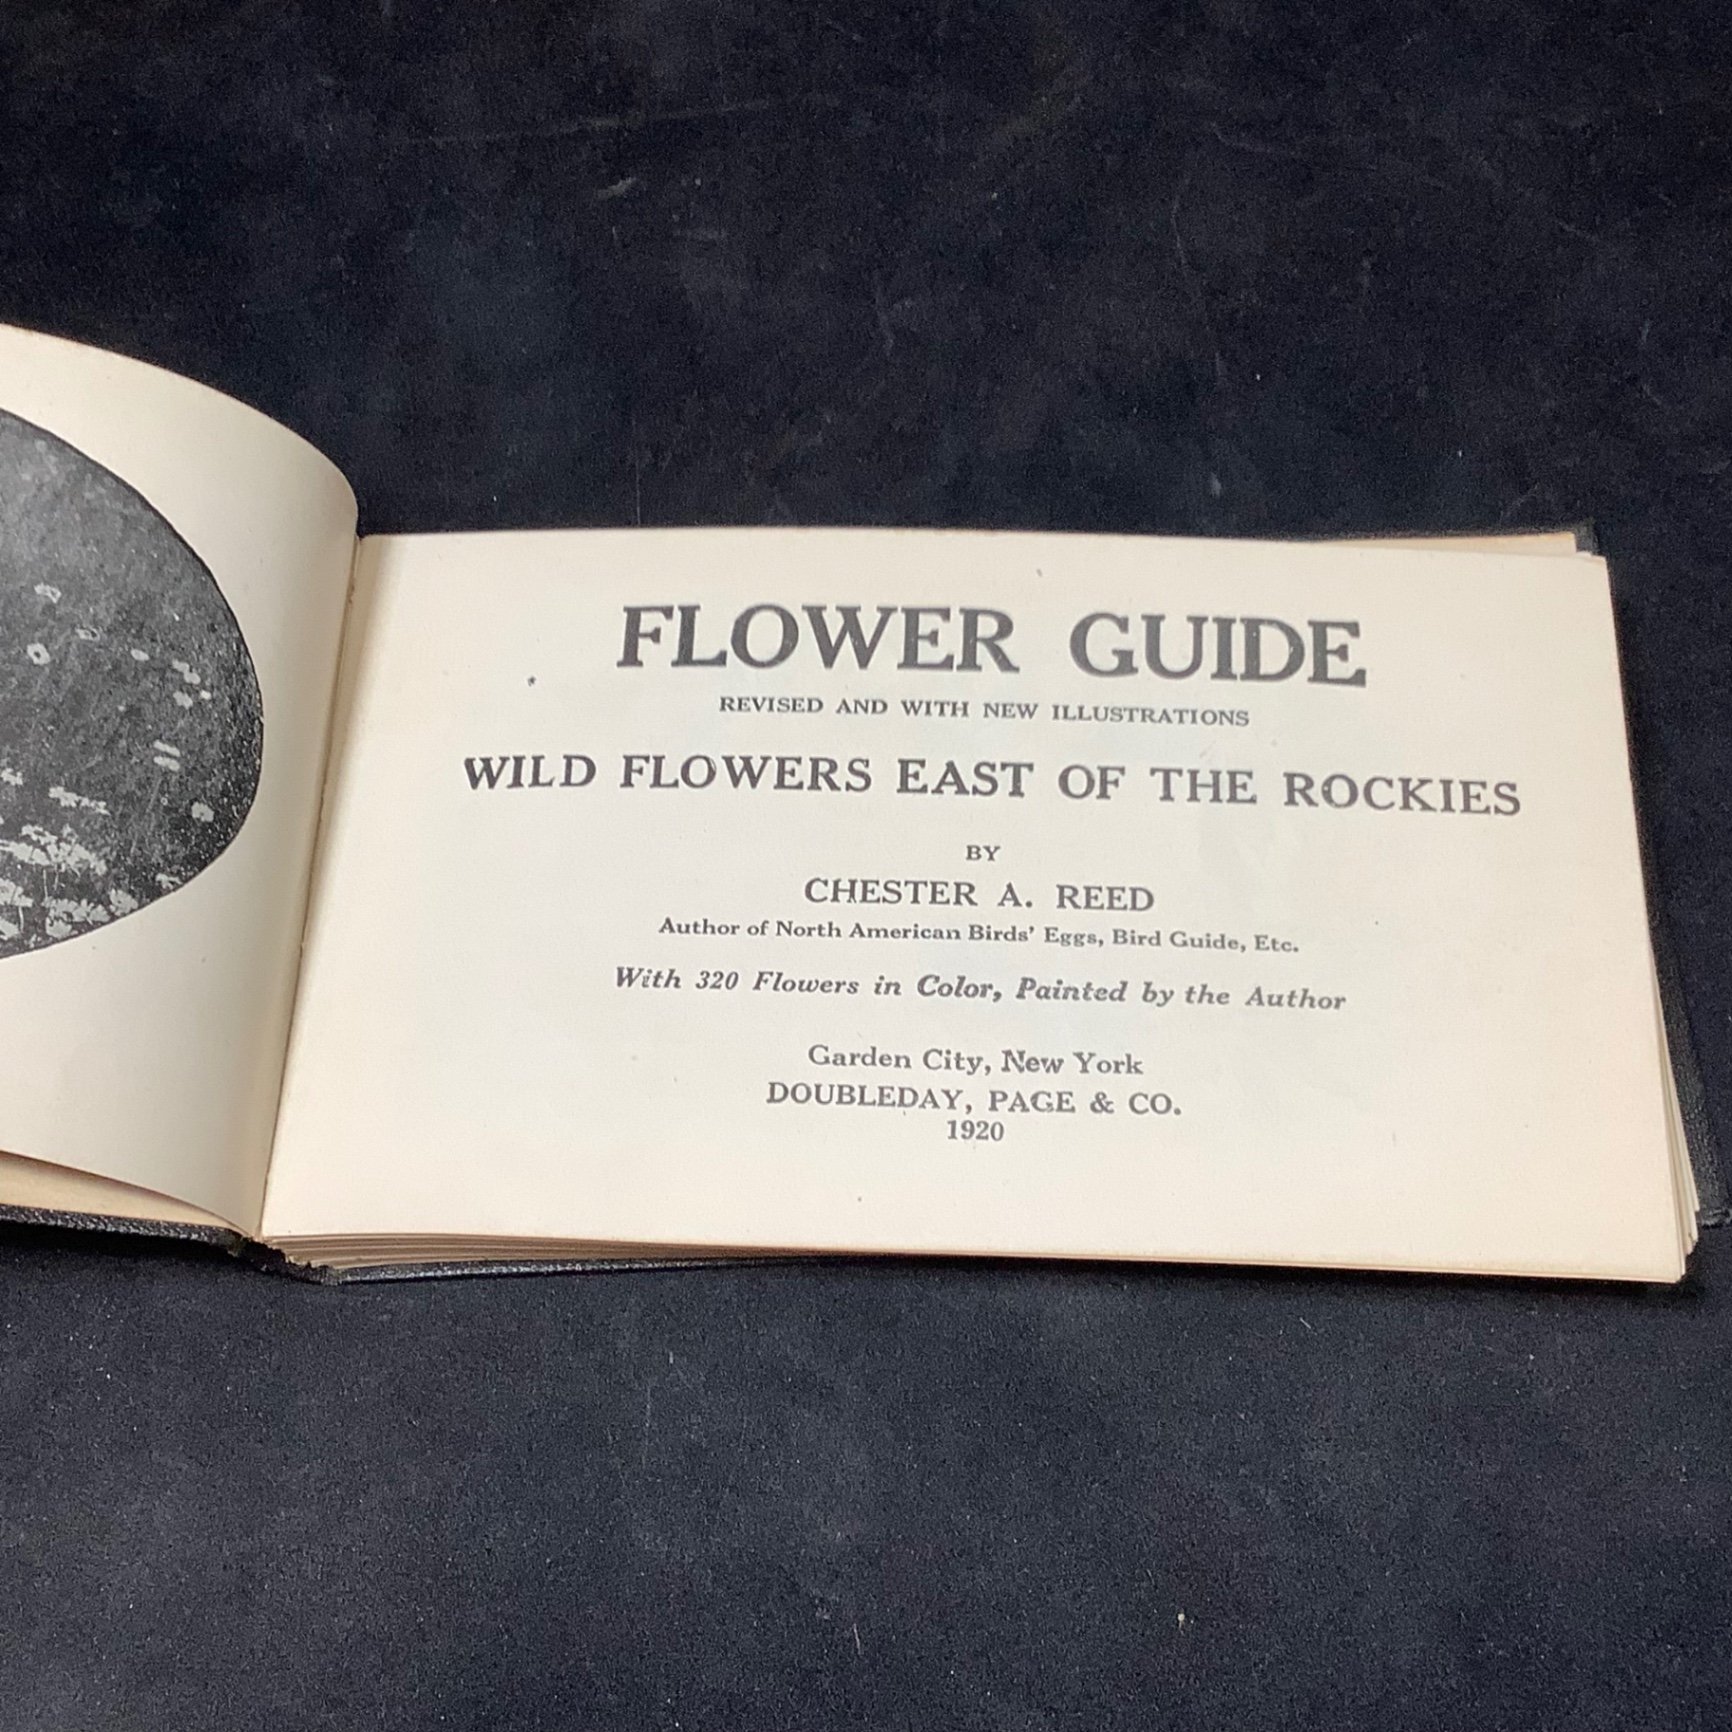 FLOWER GUIDE
REVISED AND WITH NEW ILLUSTRATIONS
WILD FLOWERS EAST OF THE ROCKIES
BY
CHESTER A. REED
Author of North American Birds' Eggs, Bird Guide, Etc.
With 320 Flowers in Color, Painted by the Author
Garden City, New York
DOUBLEDAY, PAGE & CO.
1920